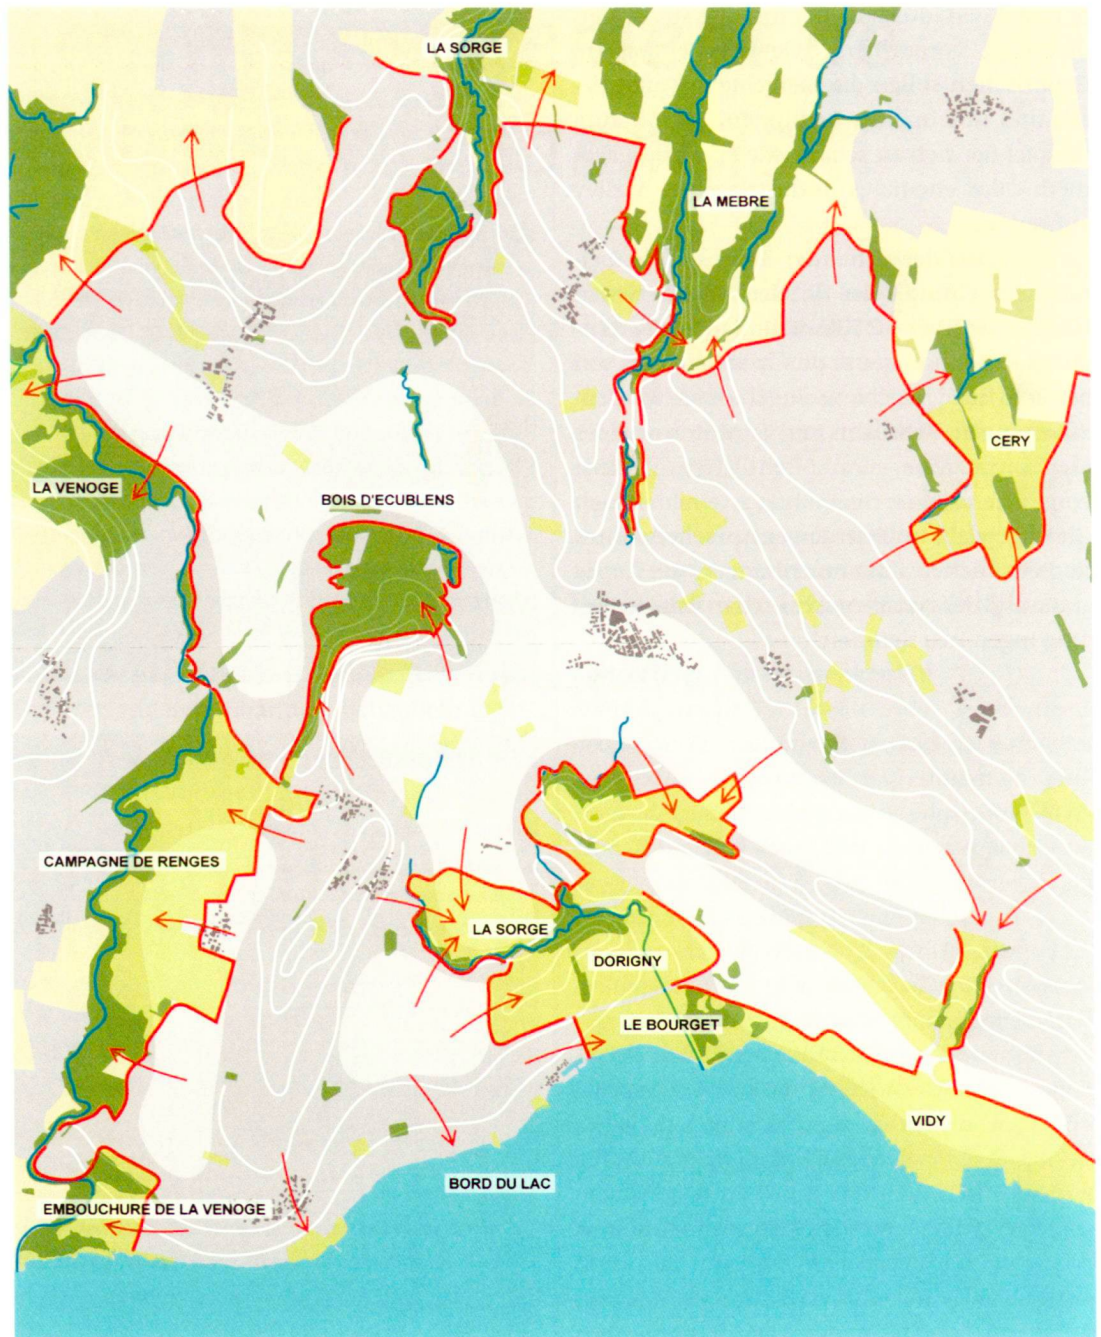 LA SORGE
LA MEBRE
CERY
LA VENOGE
BOIS D'ECUBLENS
CAMPAGNE DE RENGES
LA SORGE
DORIGNY
LE BOURGET
VIDY
BORD DU LAC
EMBOUCHURE DE LA VENOGE